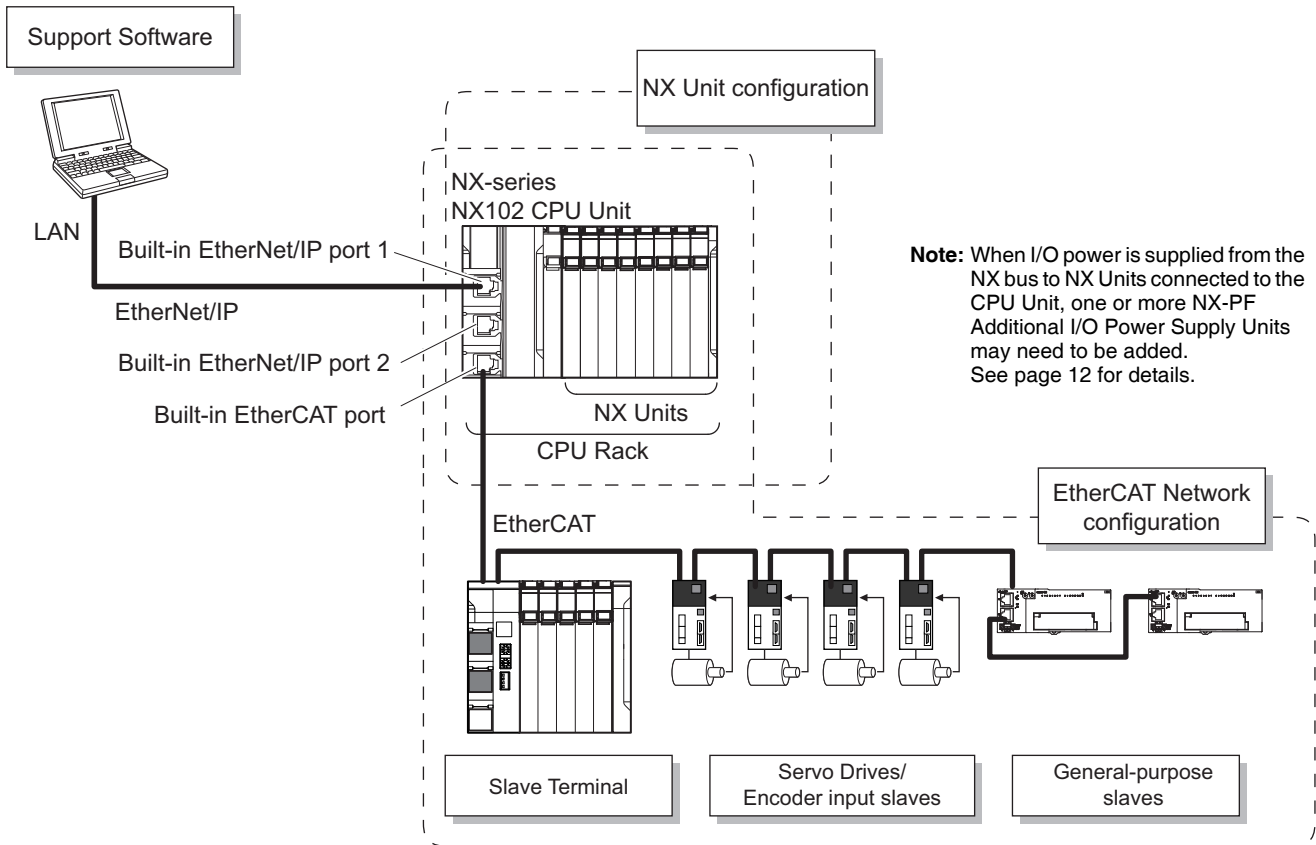 Support Software
NX Unit configuration
NX-series
NX102 CPU Unit
LAN
Built-in EtherNet/IP port 1
EtherNet/IP
Built-in EtherNet/IP port 2
Built-in EtherCAT port
NX Units
CPU Rack
Note: When I/O power is supplied from the
NX bus to NX Units connected to the
CPU Unit, one or more NX-PF
Additional I/O Power Supply Units
may need to be added.
See page 12 for details.
EtherCAT Network
configuration
EtherCAT
Slave Terminal
Servo Drives/
Encoder input slaves
General-purpose
slaves